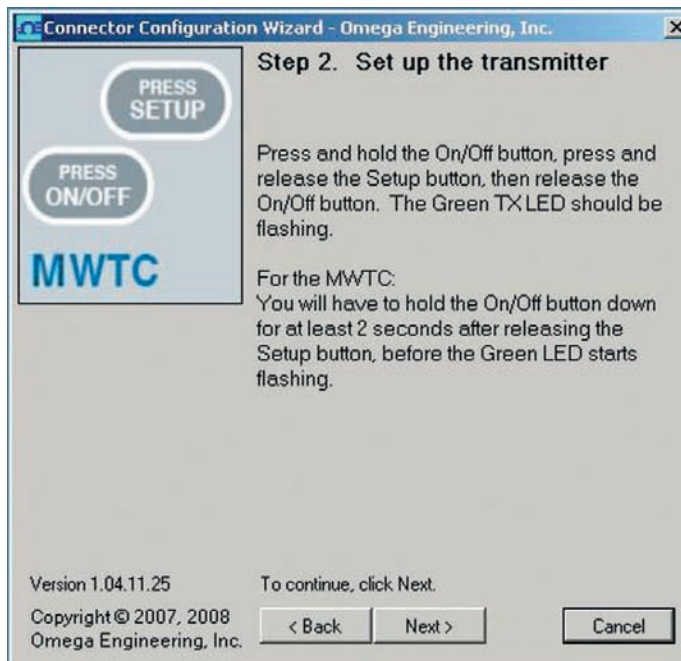 Connector Configuration Wizard - Omega Engineering, Inc.
PRESS
SETUP
PRESS
ON/OFF
MWTC
Step 2. Set up the transmitter
Press and hold the On/Off button, press and
release the Setup button, then release the
On/Off button. The Green TX LED should be
flashing.
For the MWTC:
You will have to hold the On/Off button down
for at least 2 seconds after releasing the
Setup button, before the Green LED starts
flashing.
Version 1.04.11.25
To continue, click Next.
Copyright © 2007, 2008
Omega Engineering, Inc.
< Back
Next >
Cancel